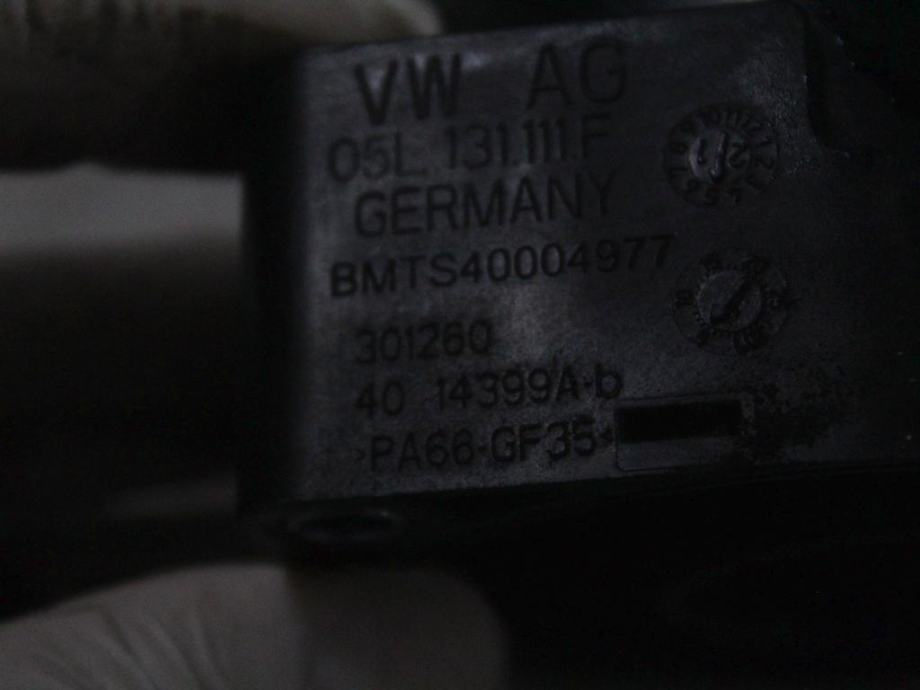 VW AG
05L.131.111.F
GERMANY
BMTS40004977
301260
40 14399A-b
>PA66-GF35<